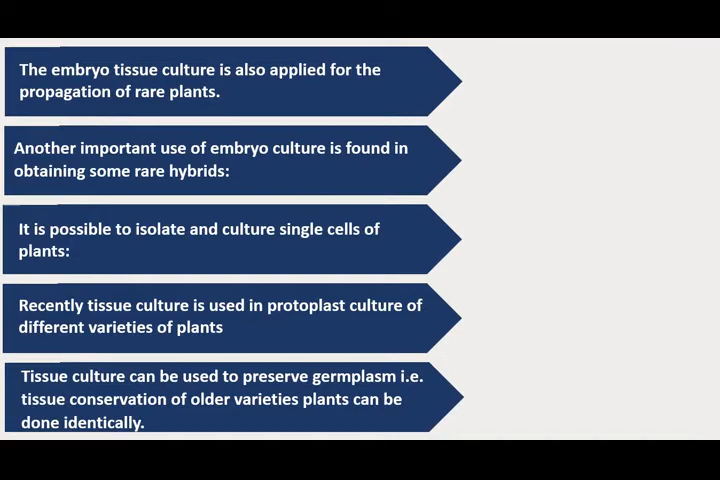 The embryo tissue culture is also applied for the
propagation of rare plants.
Another important use of embryo culture is found in
obtaining some rare hybrids:
It is possible to isolate and culture single cells of
plants:
Recently tissue culture is used in protoplast culture of
different varieties of plants
Tissue culture can be used to preserve germplasm i.e.
tissue conservation of older varieties plants can be
done identically.